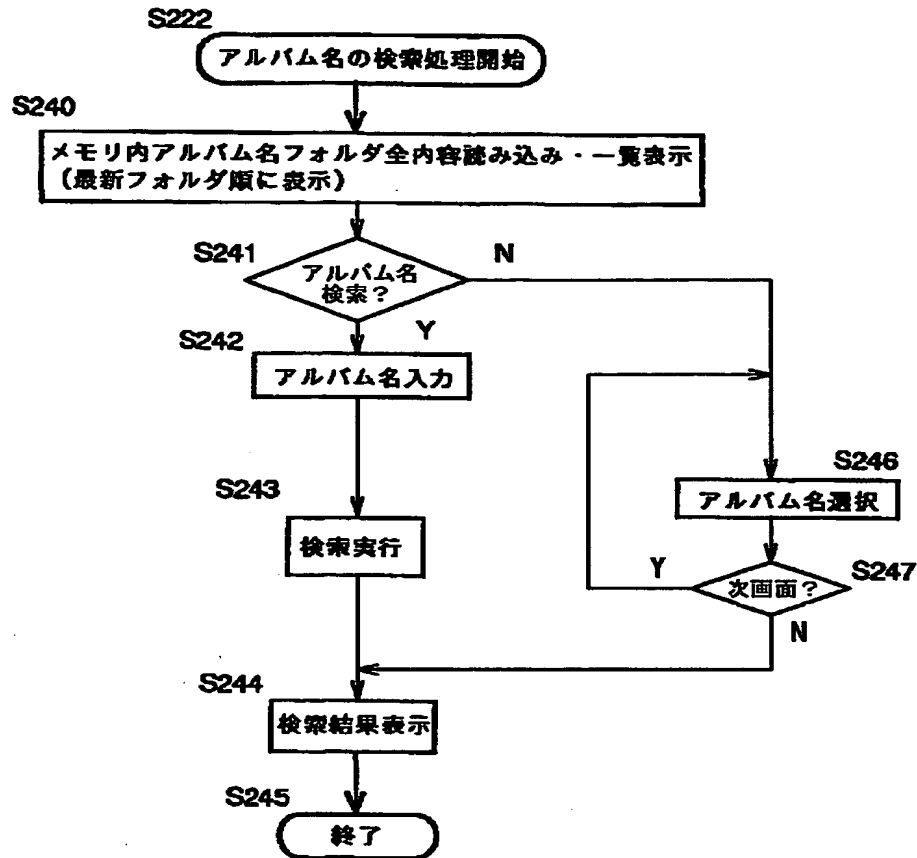 S222
アルバム名の検索処理開始
S240
メモリ内アルバム名フォルダ全内容読み込み・一覧表示
(最新フォルダ順に表示)
S241
N
アルバム名
検索?
Y
S242
アルバム名入力
S246
アルバム名選択
S243
検索実行
Y
次画面?
S247
N
S244
検索結果表示
S245
終了